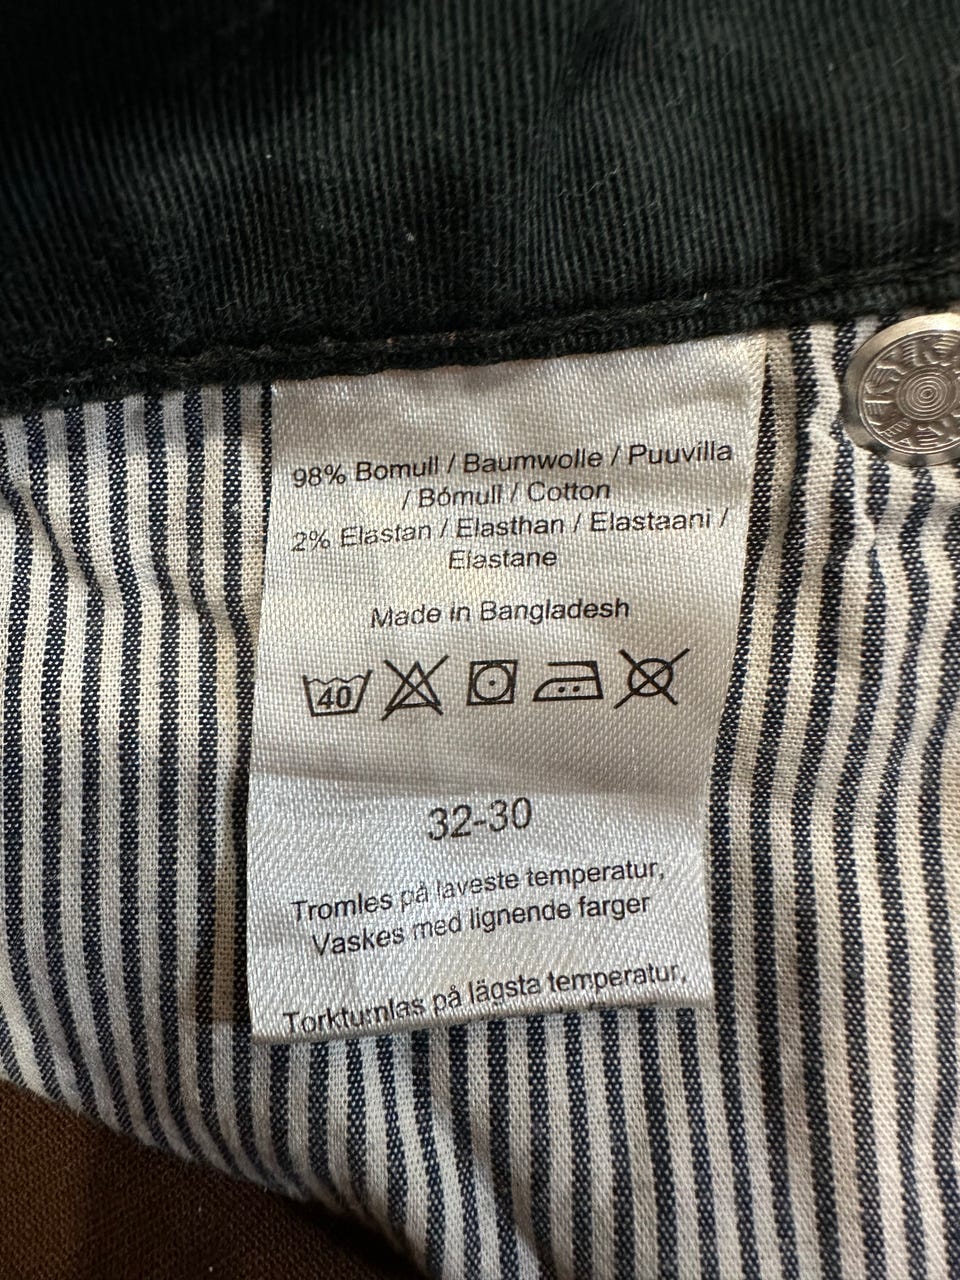 98% Bomull / Baumwolle / Puuvilla
/ Bómull / Cotton
2% Elastan / Elasthan / Elastaani /
Elastane
Made in Bangladesh
40
32-30
Tromles på laveste temperatur,
Vaskes med lignende farger
Torktumlas på lägsta temperatur,